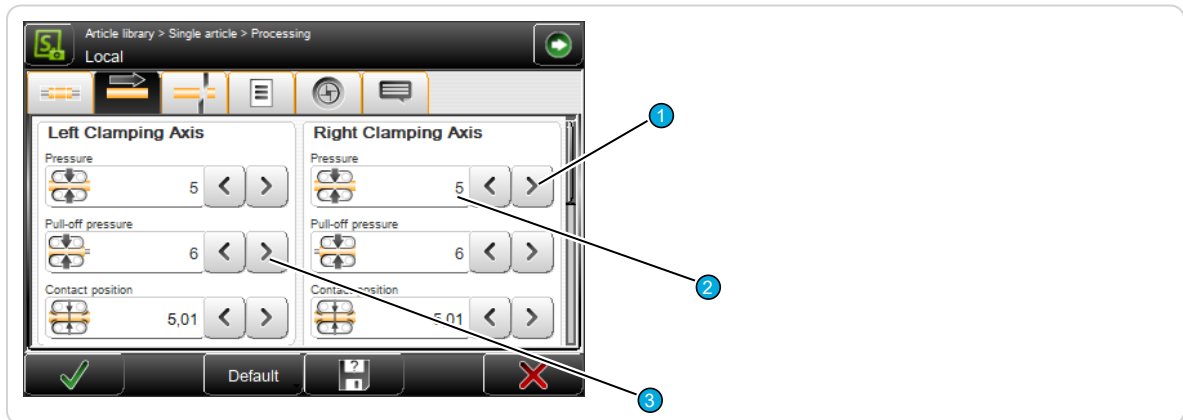 Article library > Single article > Processing
Local
Left Clamping Axis
Right Clamping Axis
Pressure
5
Pressure
5
Pull-off pressure
6
Pull-off pressure
6
Contact position
5,01
Contact position
5,01
Default
1
2
3